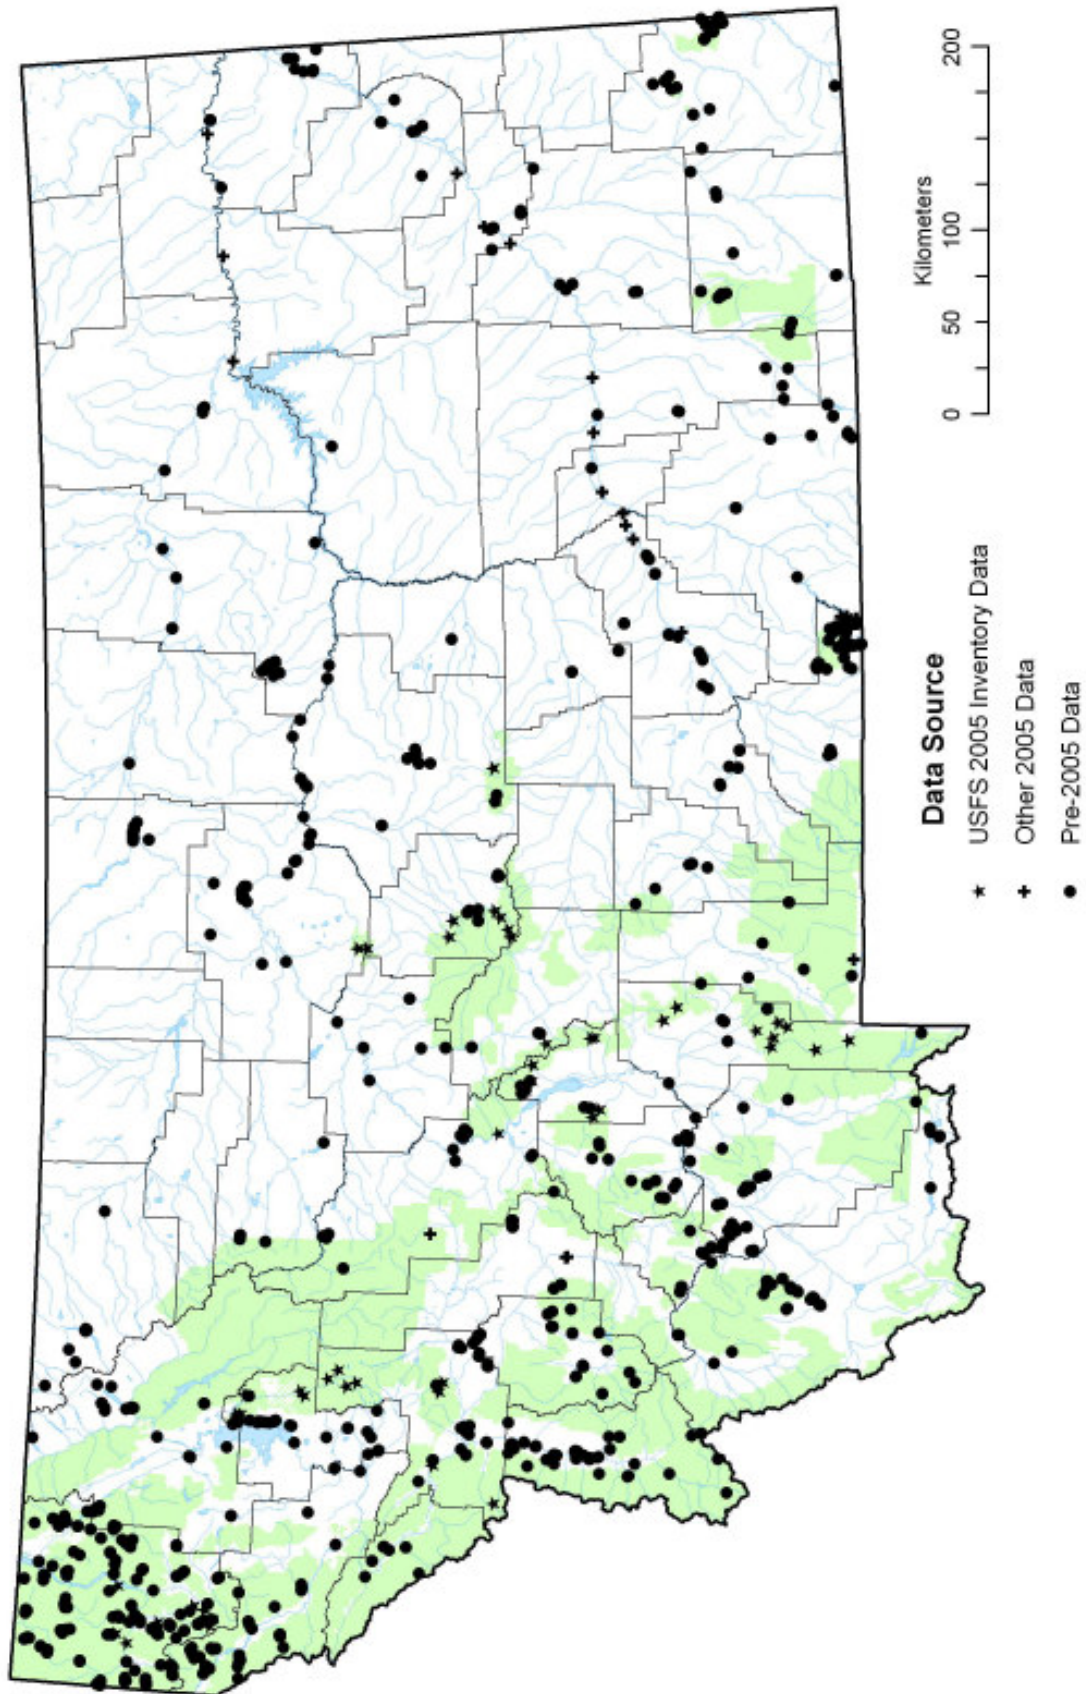 Data Source
USFS 2005 Inventory Data
Other 2005 Data
Pre-2005 Data
0 50 100 200
Kilometers